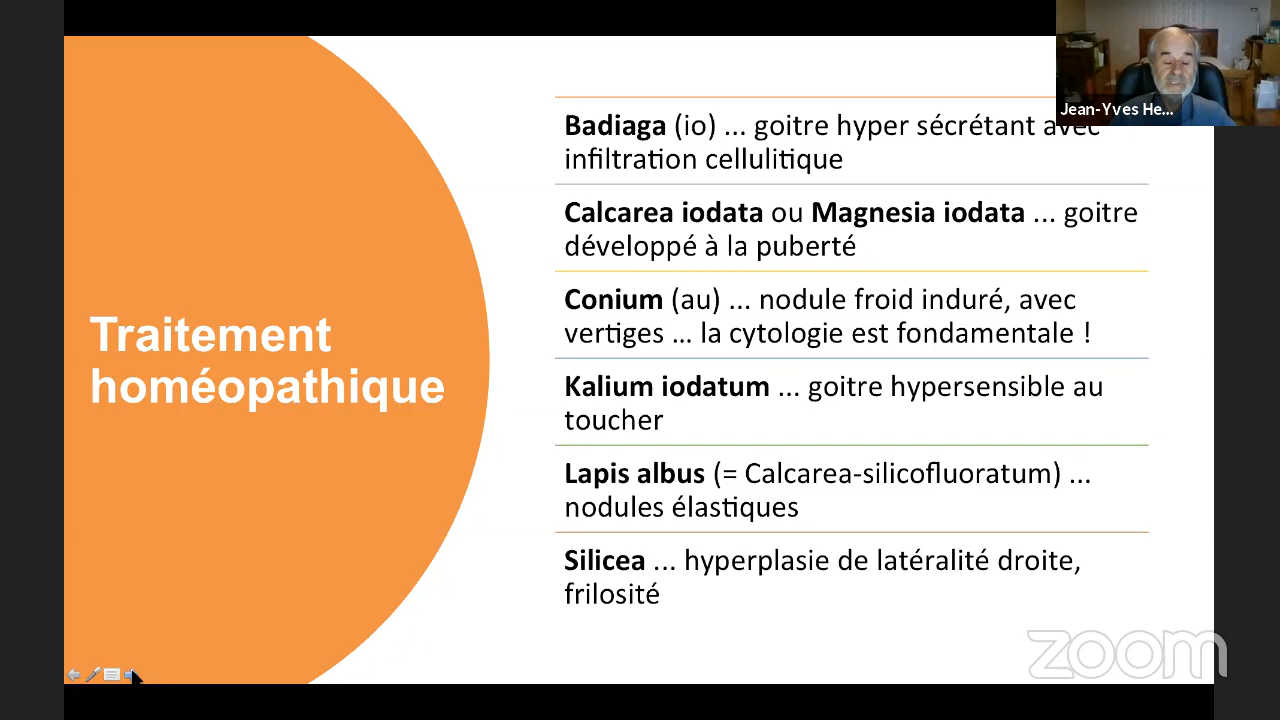 Jean-Yves He...
Traitement
homéopathique
Badiaga (io) ... goitre hyper sécrétant avec
infiltration cellulitique
Calcarea iodata ou Magnesia iodata ... goitre
développé à la puberté
Conium (au) ... nodule froid induré, avec
vertiges ... la cytologie est fondamentale !
Kalium iodatum ... goitre hypersensible au
toucher
Lapis albus (= Calcarea-silicofluoratum) ...
nodules élastiques
Silicea ... hyperplasie de latéralité droite,
frilosité
zoom